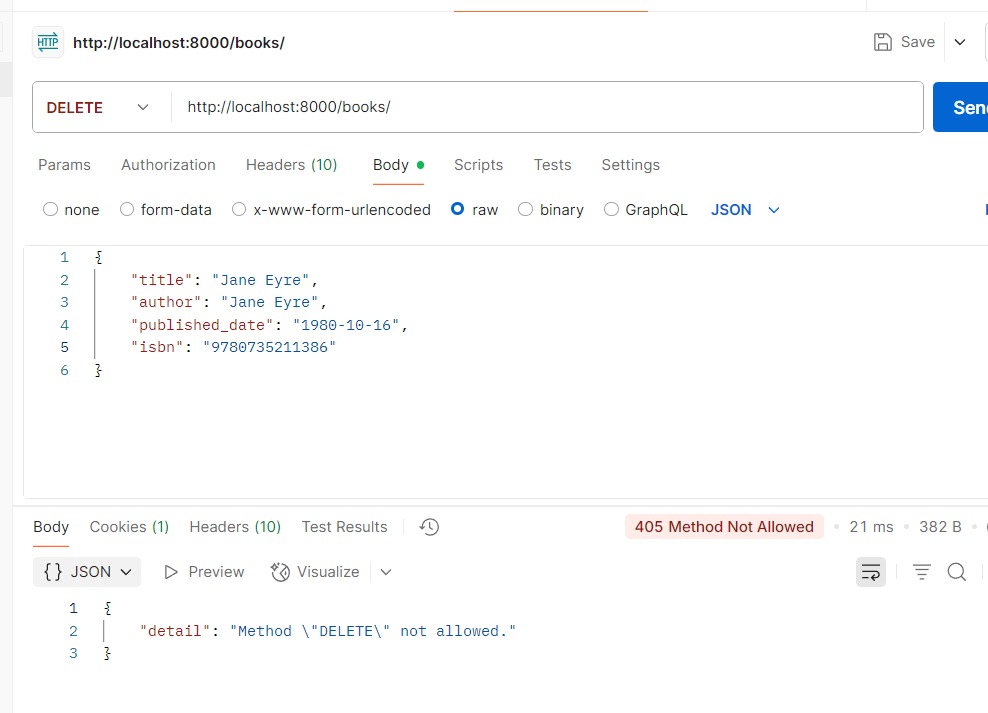 HTTP http://localhost:8000/books/ Save
DELETE http://localhost:8000/books/
Params Authorization Headers (10) Body Scripts Tests Settings
none form-data x-www-form-urlencoded raw binary GraphQL JSON
1 {
2 "title": "Jane Eyre",
3 "author": "Jane Eyre",
4 "published_date": "1980-10-16",
5 "isbn": "9780735211386"
6 }
Body Cookies (1) Headers (10) Test Results 405 Method Not Allowed 21 ms 382 B
{} JSON Preview Visualize
1 {
2 "detail": "Method \"DELETE\" not allowed."
3 }